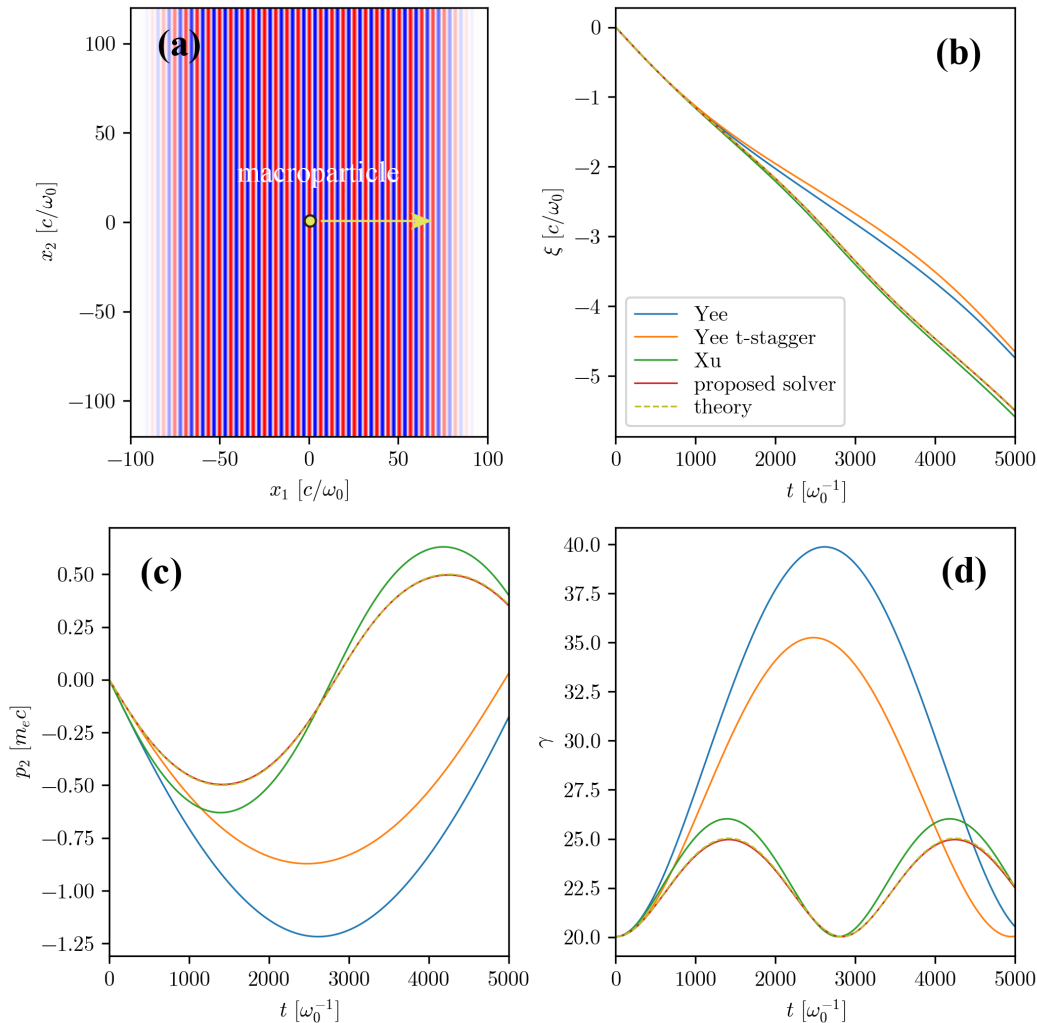 (a)
macroparticle
100
50
0
−50
−100
x₂ [c/ω₀]
−100 −50 0 50 100
x₁ [c/ω₀]
(b)
0
−1
−2
−3
−4
−5
ξ [c/ω₀]
Yee
Yee t-stagger
Xu
proposed solver
theory
0 1000 2000 3000 4000 5000
t [ω₀⁻¹]
(c)
0.50
0.25
0.00
−0.25
−0.50
−0.75
−1.00
−1.25
p₂ [mₑc]
0 1000 2000 3000 4000 5000
t [ω₀⁻¹]
(d)
40.0
37.5
35.0
32.5
30.0
27.5
25.0
22.5
20.0
γ
0 1000 2000 3000 4000 5000
t [ω₀⁻¹]